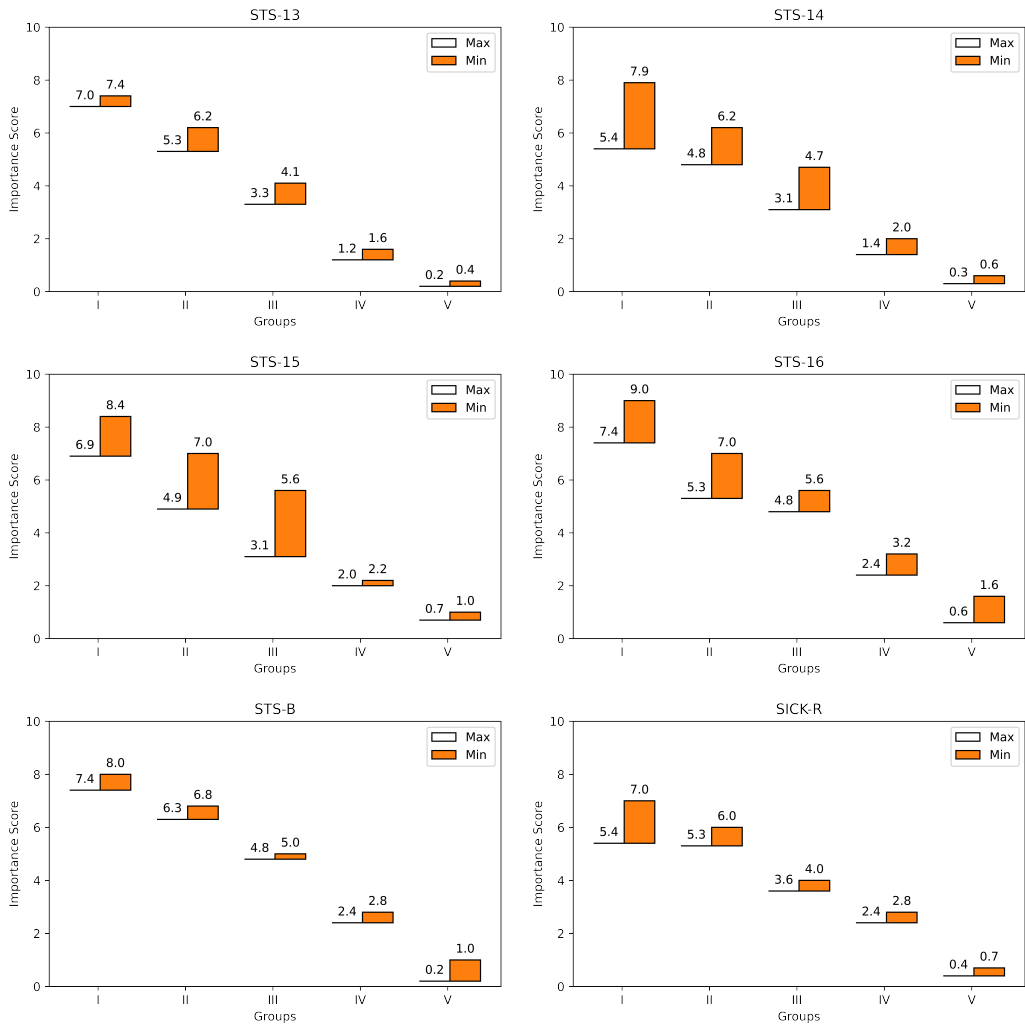 STS-13
10
8
6
4
2
0
Importance Score
7.0 7.4
5.3 6.2
3.3 4.1
1.2 1.6
0.2 0.4
Max
Min
I II III IV V
Groups
STS-14
10
8
6
4
2
0
Importance Score
5.4 7.9
4.8 6.2
3.1 4.7
1.4 2.0
0.3 0.6
Max
Min
I II III IV V
Groups
STS-15
10
8
6
4
2
0
Importance Score
6.9 8.4
4.9 7.0
3.1 5.6
2.0 2.2
0.7 1.0
Max
Min
I II III IV V
Groups
STS-16
10
8
6
4
2
0
Importance Score
7.4 9.0
5.3 7.0
4.8 5.6
2.4 3.2
0.6 1.6
Max
Min
I II III IV V
Groups
STS-B
10
8
6
4
2
0
Importance Score
7.4 8.0
6.3 6.8
4.8 5.0
2.4 2.8
0.2 1.0
Max
Min
I II III IV V
Groups
SICK-R
10
8
6
4
2
0
Importance Score
5.4 7.0
5.3 6.0
3.6 4.0
2.4 2.8
0.4 0.7
Max
Min
I II III IV V
Groups